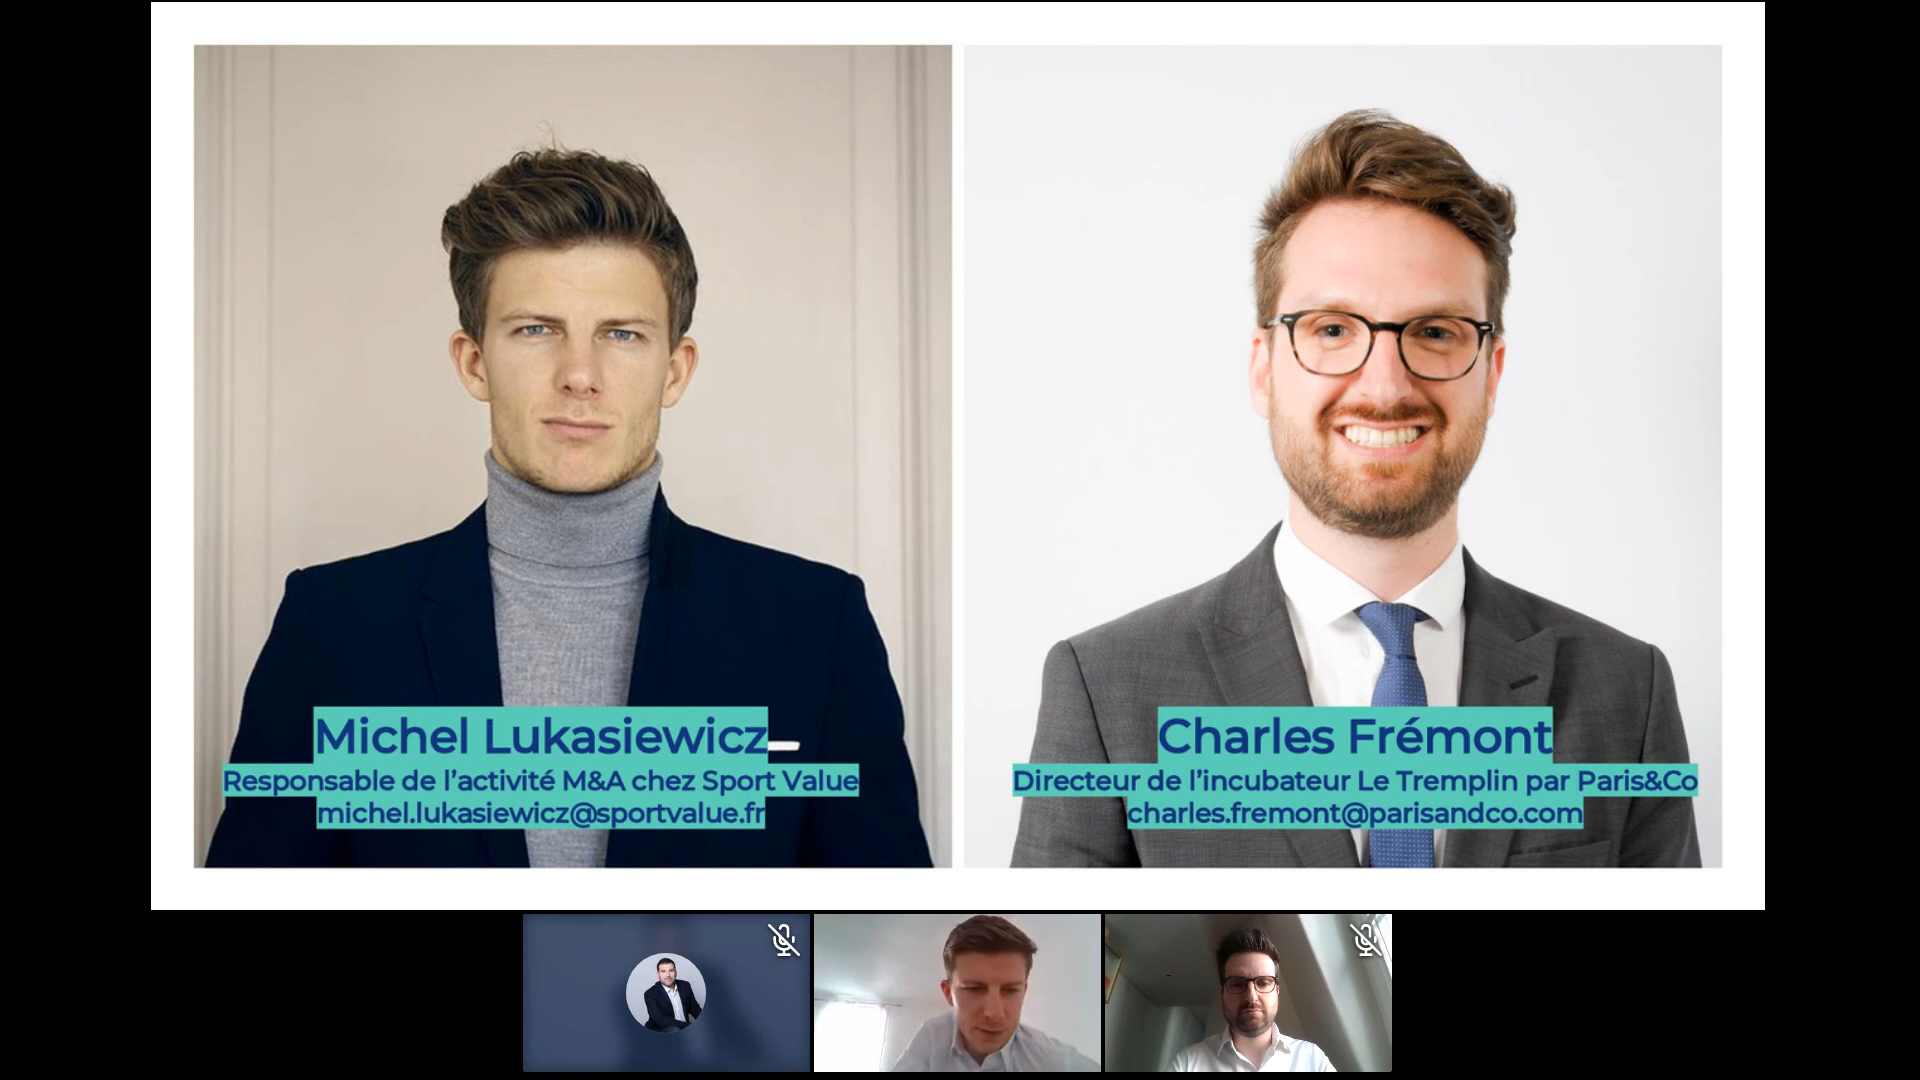 Michel Lukasiewicz
Responsable de l'activité M&A chez Sport Value
michel.lukasiewicz@sportvalue.fr
Charles Frémont
Directeur de l'incubateur Le Tremplin par Paris&Co
charles.fremont@parisandco.com